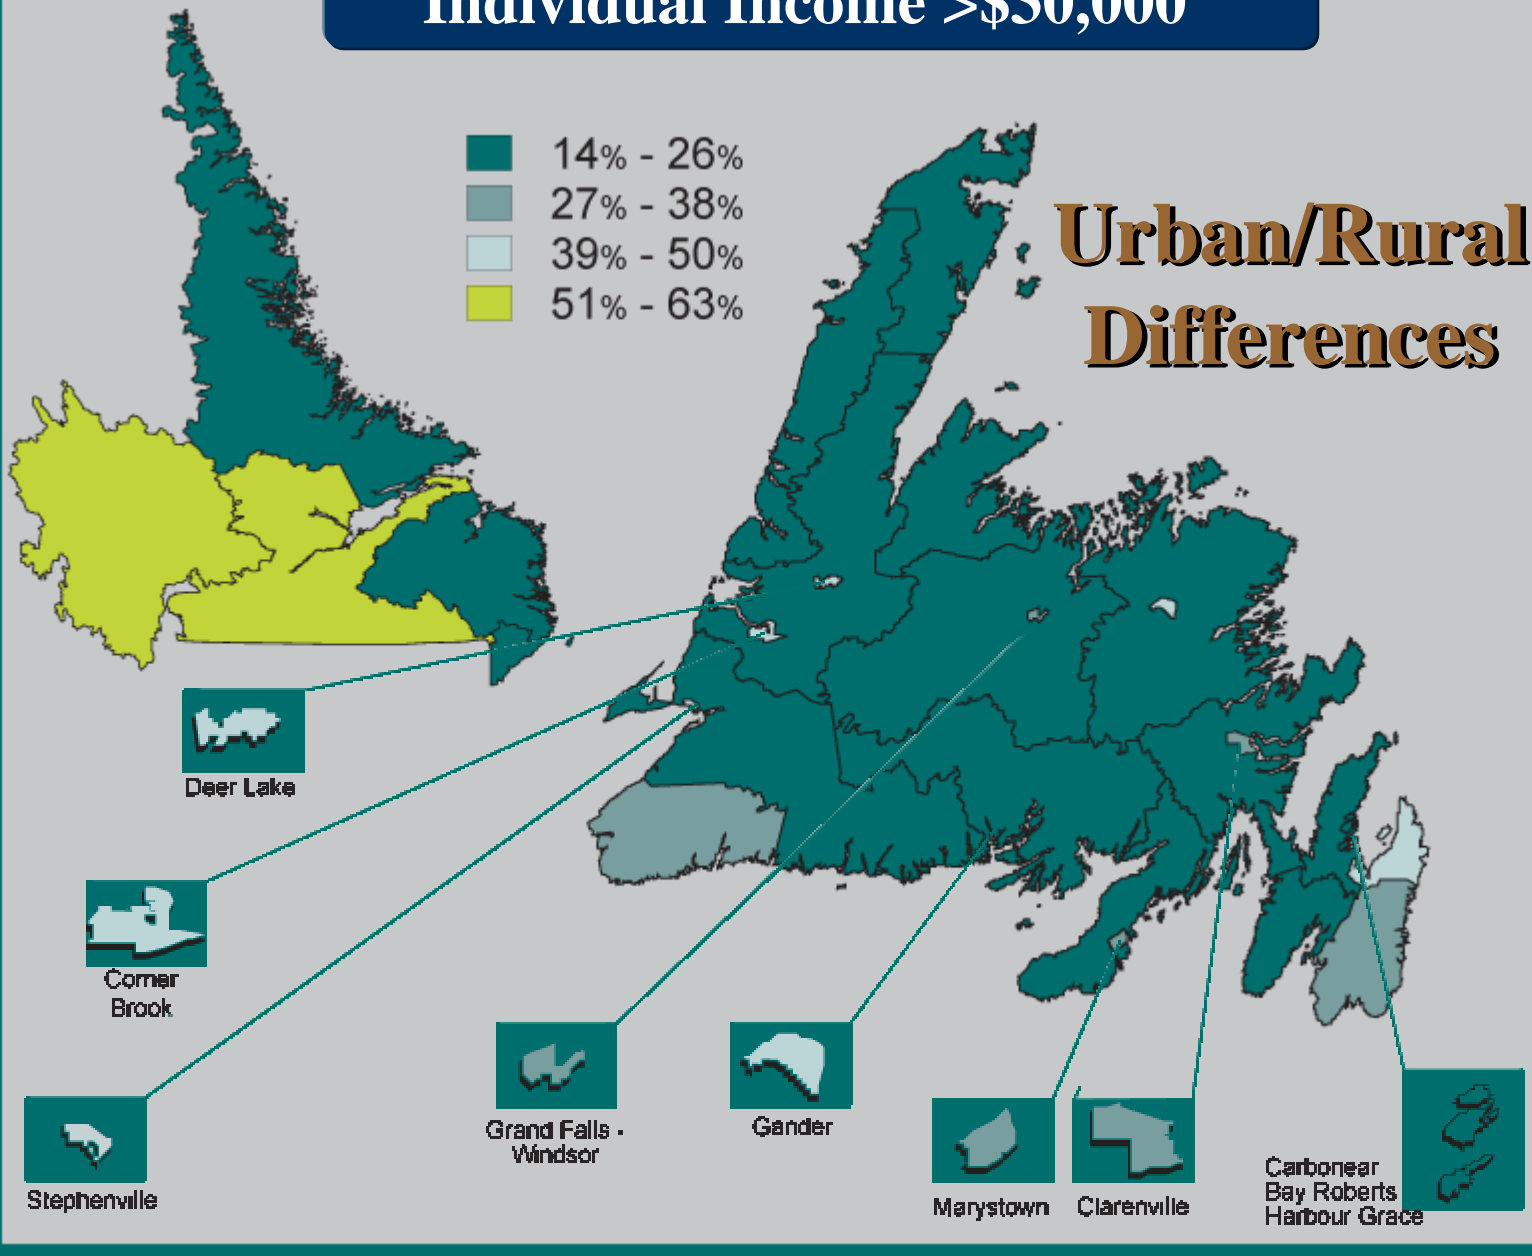 Individual Income >$30,000
14% - 26%
27% - 38%
39% - 50%
51% - 63%
Urban/Rural
Differences
Deer Lake
Corner
Brook
Stephenville
Grand Falls -
Windsor
Gander
Marystown
Clarenville
Carbonear
Bay Roberts
Harbour Grace